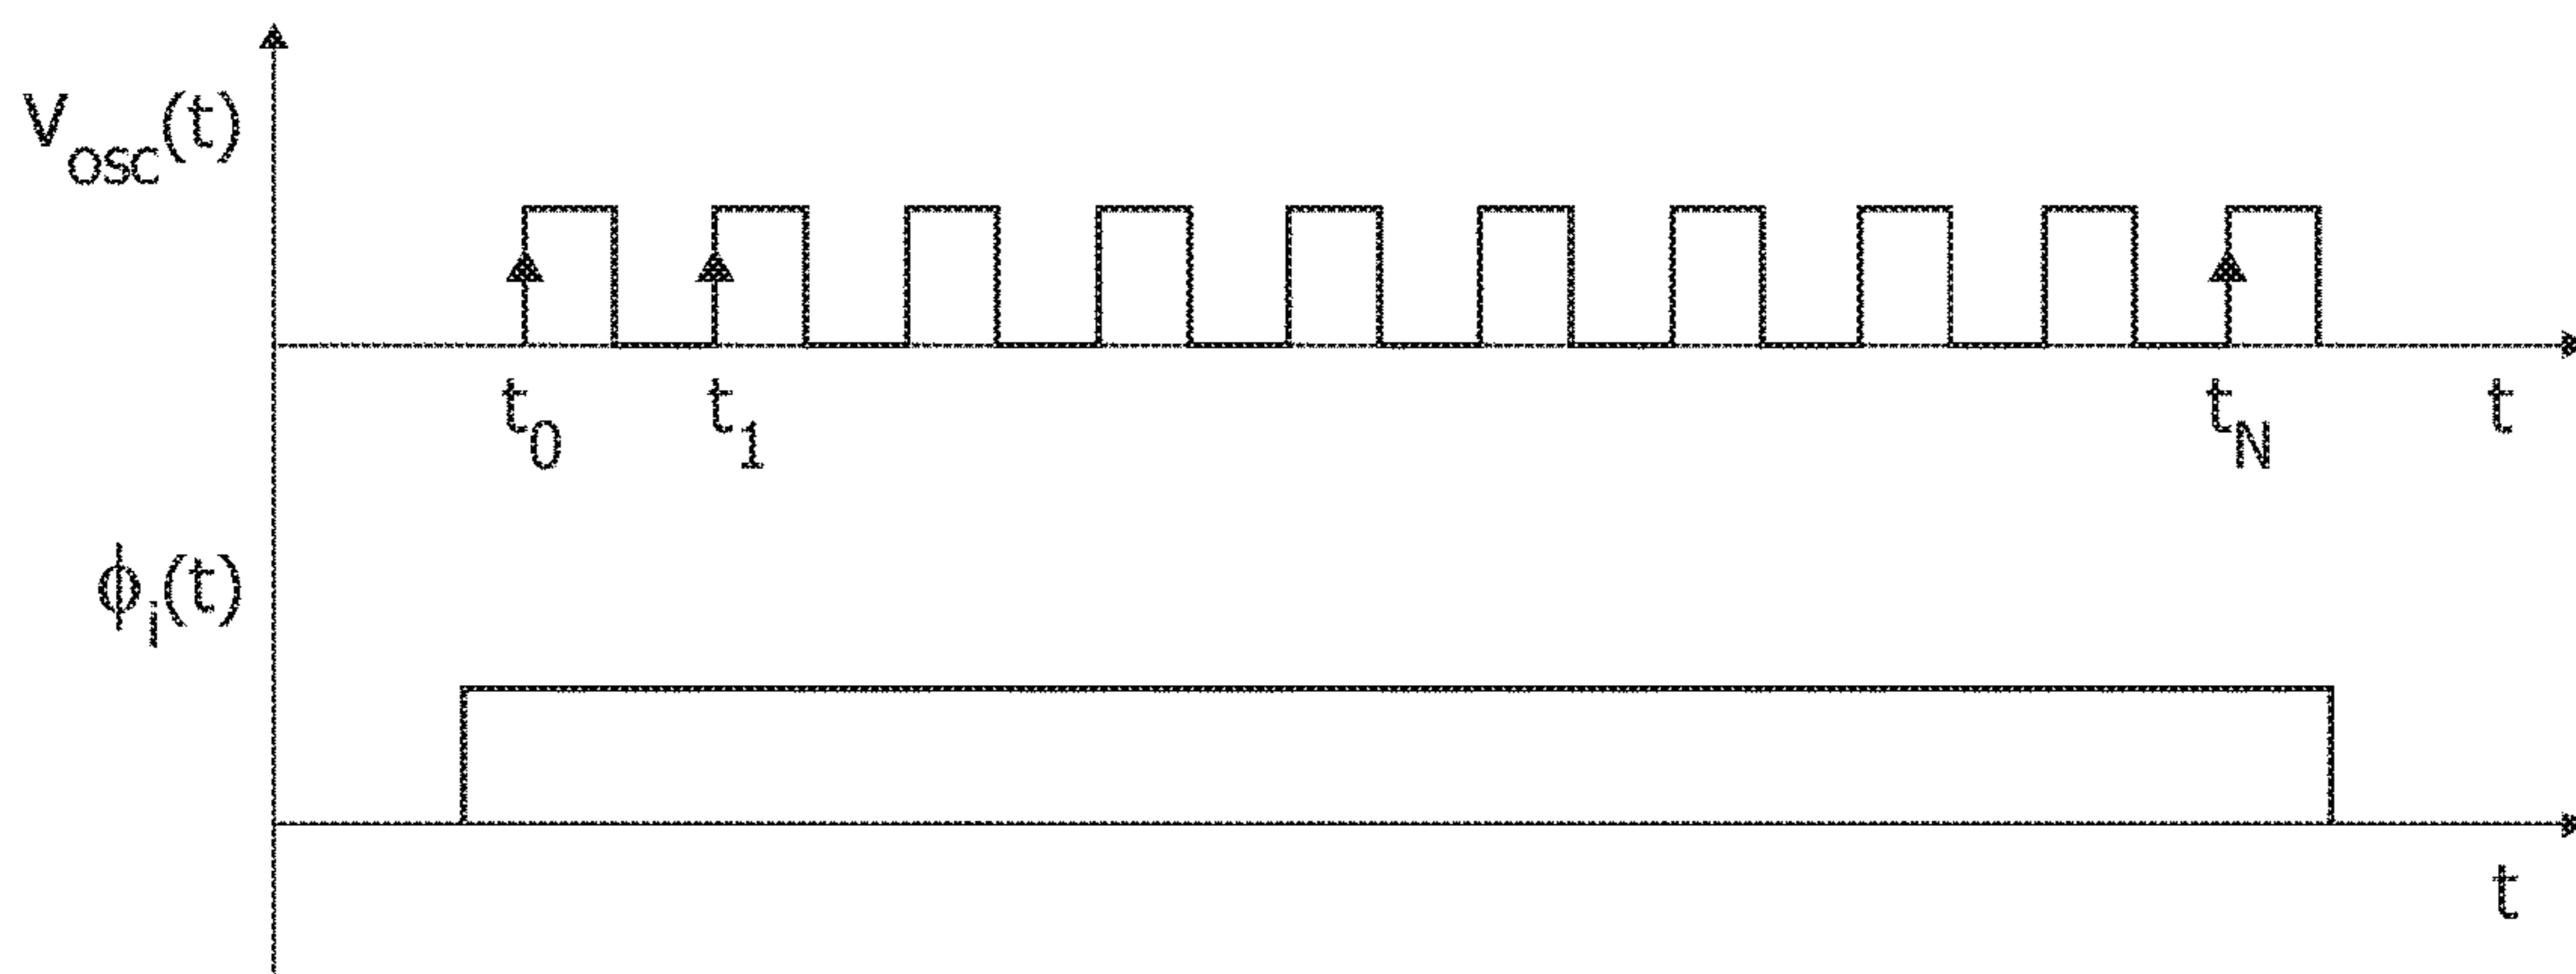 V_osc(t)
t_0 t_1 t_N t
ϕ_i(t)
t